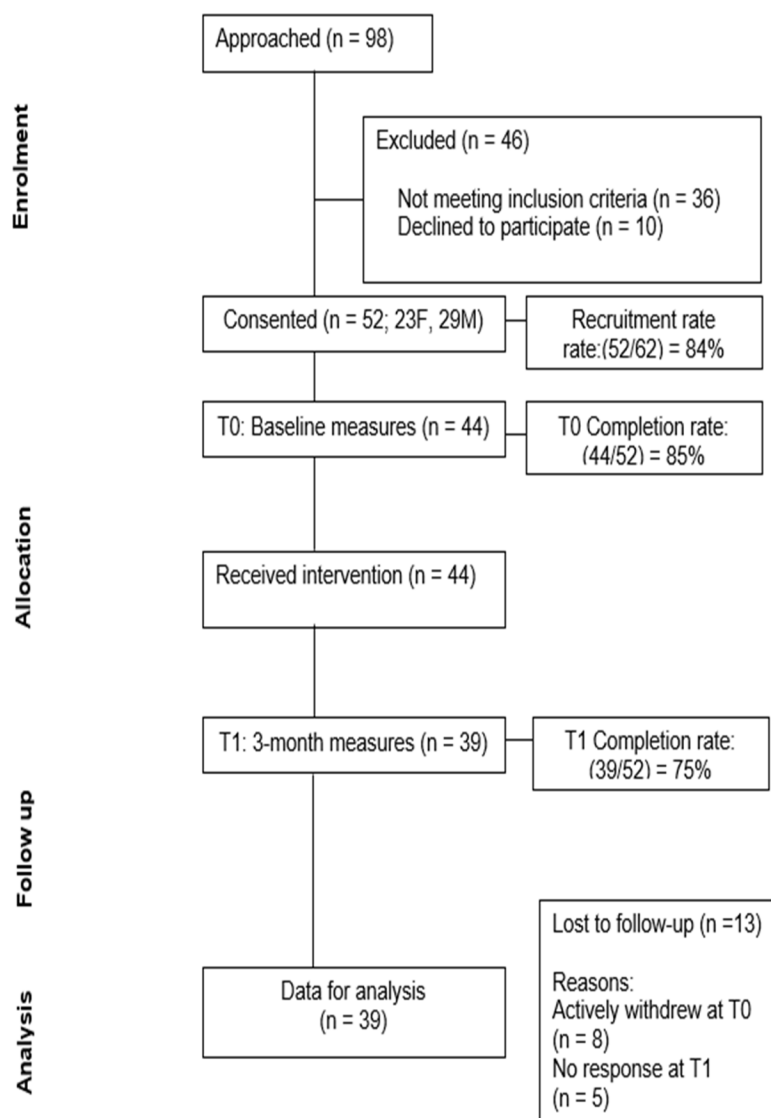 Approached (n = 98)
Enrolment
Excluded (n = 46)
Not meeting inclusion criteria (n = 36)
Declined to participate (n = 10)
Consented (n = 52; 23F, 29M)
Recruitment rate
rate:(52/62) = 84%
T0: Baseline measures (n = 44)
T0 Completion rate:
(44/52) = 85%
Allocation
Received intervention (n = 44)
T1: 3-month measures (n = 39)
T1 Completion rate:
(39/52) = 75%
Follow up
Lost to follow-up (n =13)
Reasons:
Actively withdrew at T0
(n = 8)
No response at T1
(n = 5)
Analysis
Data for analysis
(n = 39)